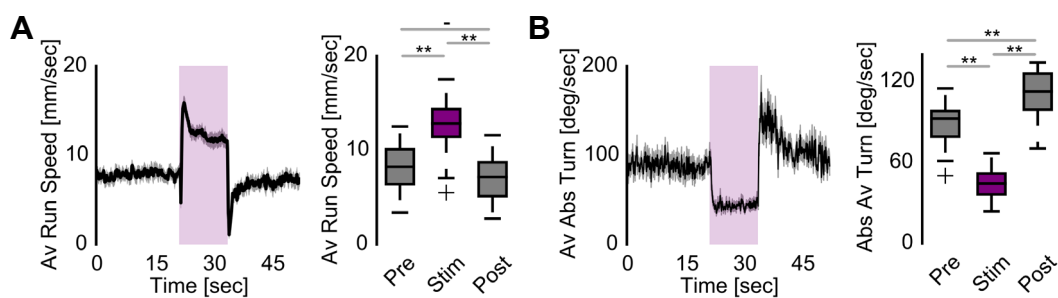 A
Av Run Speed [mm/sec]
20
10
0
0 15 30 45
Time [sec]
Av Run Speed [mm/sec]
20
10
0
-
** **
Pre Stim Post
B
Av Abs Turn [deg/sec]
200
100
0
0 15 30 45
Time [sec]
Abs Av Turn [deg/sec]
120
60
0
**
** **
Pre Stim Post